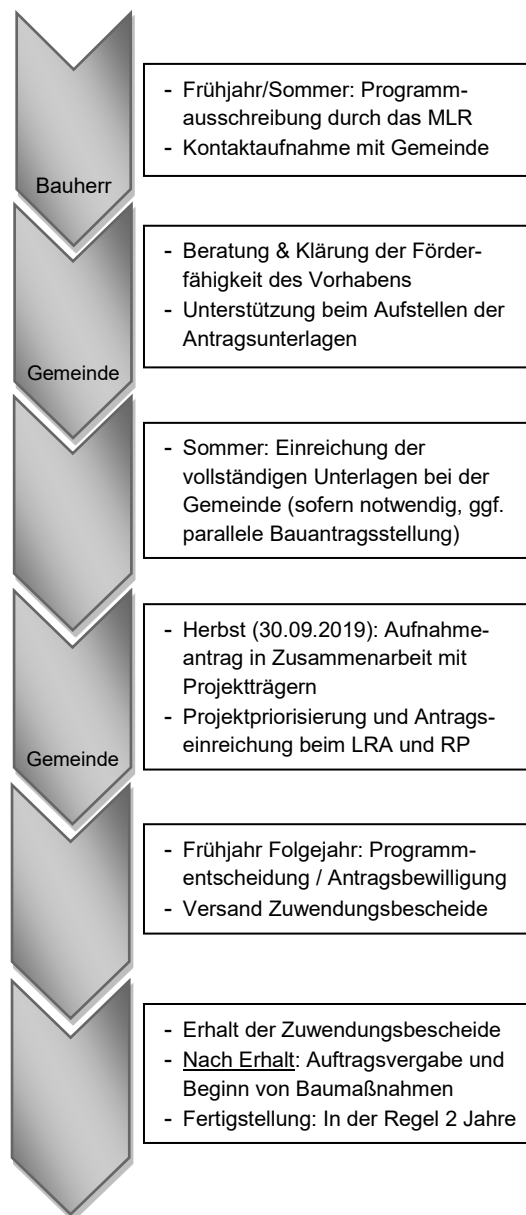 Bauherr
- Frühjahr/Sommer: Programm-
ausschreibung durch das MLR
- Kontaktaufnahme mit Gemeinde
Gemeinde
- Beratung & Klärung der Förder-
fähigkeit des Vorhabens
- Unterstützung beim Aufstellen der
Antragsunterlagen
- Sommer: Einreichung der
vollständigen Unterlagen bei der
Gemeinde (sofern notwendig, ggf.
parallele Bauantragsstellung)
Gemeinde
- Herbst (30.09.2019): Aufnahme-
antrag in Zusammenarbeit mit
Projektträgern
- Projektpriorisierung und Antrags-
einreichung beim LRA und RP
- Frühjahr Folgejahr: Programm-
entscheidung / Antragsbewilligung
- Versand Zuwendungsbescheide
- Erhalt der Zuwendungsbescheide
- Nach Erhalt: Auftragsvergabe und
Beginn von Baumaßnahmen
- Fertigstellung: In der Regel 2 Jahre